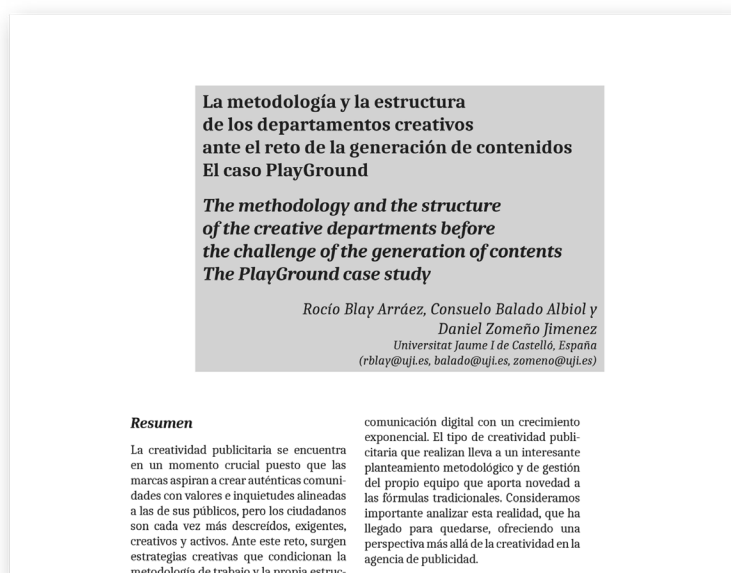 La metodología y la estructura
de los departamentos creativos
ante el reto de la generación de contenidos
El caso PlayGround
The methodology and the structure
of the creative departments before
the challenge of the generation of contents
The PlayGround case study
Rocío Blay Arráez, Consuelo Balado Albiol y
Daniel Zomeño Jimenez
Universitat Jaume I de Castelló, España
(rblay@uji.es, balado@uji.es, zomeno@uji.es)
Resumen
La creatividad publicitaria se encuentra
en un momento crucial puesto que las
marcas aspiran a crear auténticas comuni-
dades con valores e inquietudes alineadas
a las de sus públicos, pero los ciudadanos
son cada vez más descreídos, exigentes,
creativos y activos. Ante este reto, surgen
estrategias creativas que condicionan la
metodología de trabajo y la propia estruc-
comunicación digital con un crecimiento
exponencial. El tipo de creatividad publi-
citaria que realizan lleva a un interesante
planteamiento metodológico y de gestión
del propio equipo que aporta novedad a
las fórmulas tradicionales. Consideramos
importante analizar esta realidad, que ha
llegado para quedarse, ofreciendo una
perspectiva más allá de la creatividad en la
agencia de publicidad.